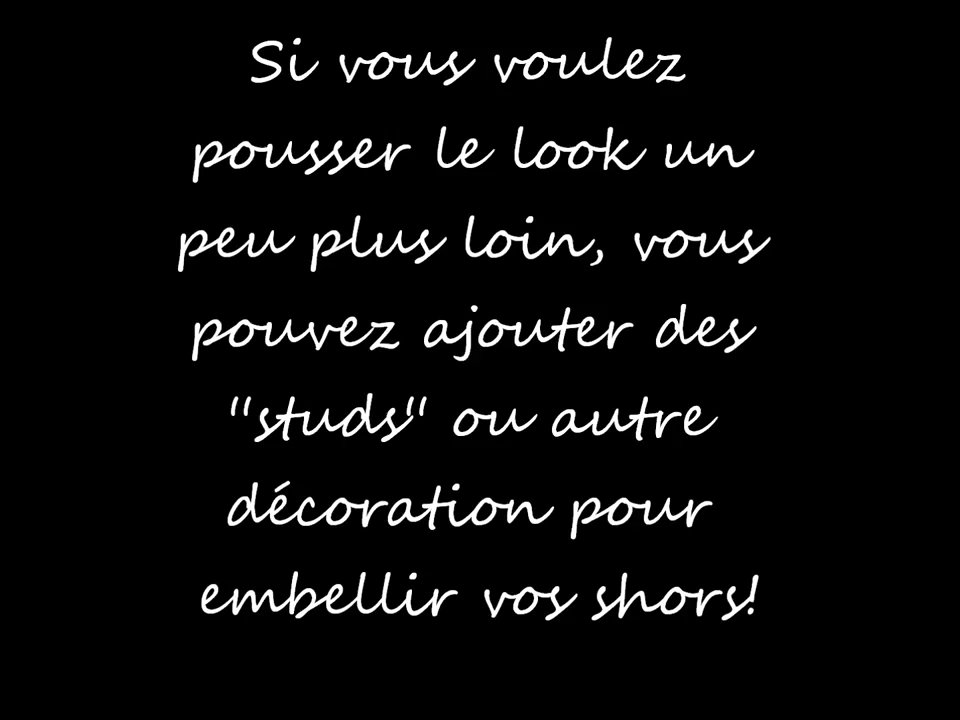 Si vous voulez
pousser le look un
peu plus loin, vous
pouvez ajouter des
"studs" ou autre
décoration pour
embellir vos shors!